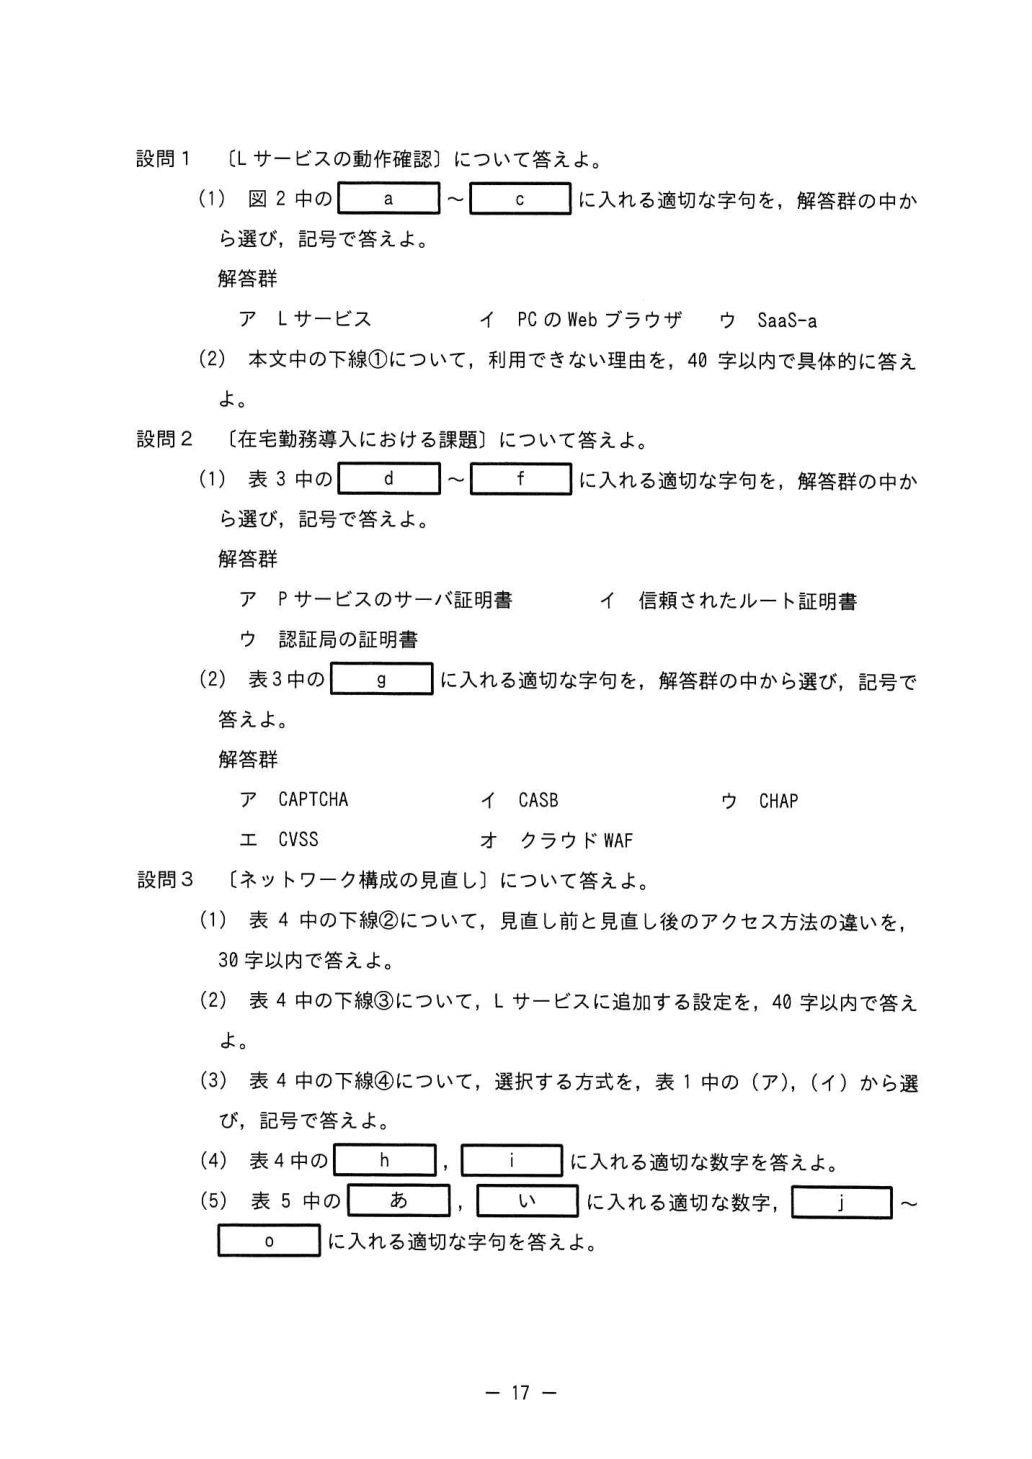 設問1 〔Lサービスの動作確認〕について答えよ。
(1) 図2中の a ～ c に入れる適切な字句を，解答群の中か
ら選び，記号で答えよ。
解答群
ア Lサービス イ PCのWebブラウザ ウ SaaS-a
(2) 本文中の下線①について，利用できない理由を，40字以内で具体的に答え
よ。
設問2 〔在宅勤務導入における課題〕について答えよ。
(1) 表3中の d ～ f に入れる適切な字句を，解答群の中か
ら選び，記号で答えよ。
解答群
ア Pサービスのサーバ証明書 イ 信頼されたルート証明書
ウ 認証局の証明書
(2) 表3中の g に入れる適切な字句を，解答群の中から選び，記号で
答えよ。
解答群
ア CAPTCHA イ CASB ウ CHAP
エ CVSS オ クラウドWAF
設問3 〔ネットワーク構成の見直し〕について答えよ。
(1) 表4中の下線②について，見直し前と見直し後のアクセス方法の違いを，
30字以内で答えよ。
(2) 表4中の下線③について，Lサービスに追加する設定を，40字以内で答え
よ。
(3) 表4中の下線④について，選択する方式を，表1中の（ア），（イ）から選
び，記号で答えよ。
(4) 表4中の h ， i に入れる適切な数字を答えよ。
(5) 表5中の あ ， い に入れる適切な数字， j ～
o に入れる適切な字句を答えよ。
－ 17 －